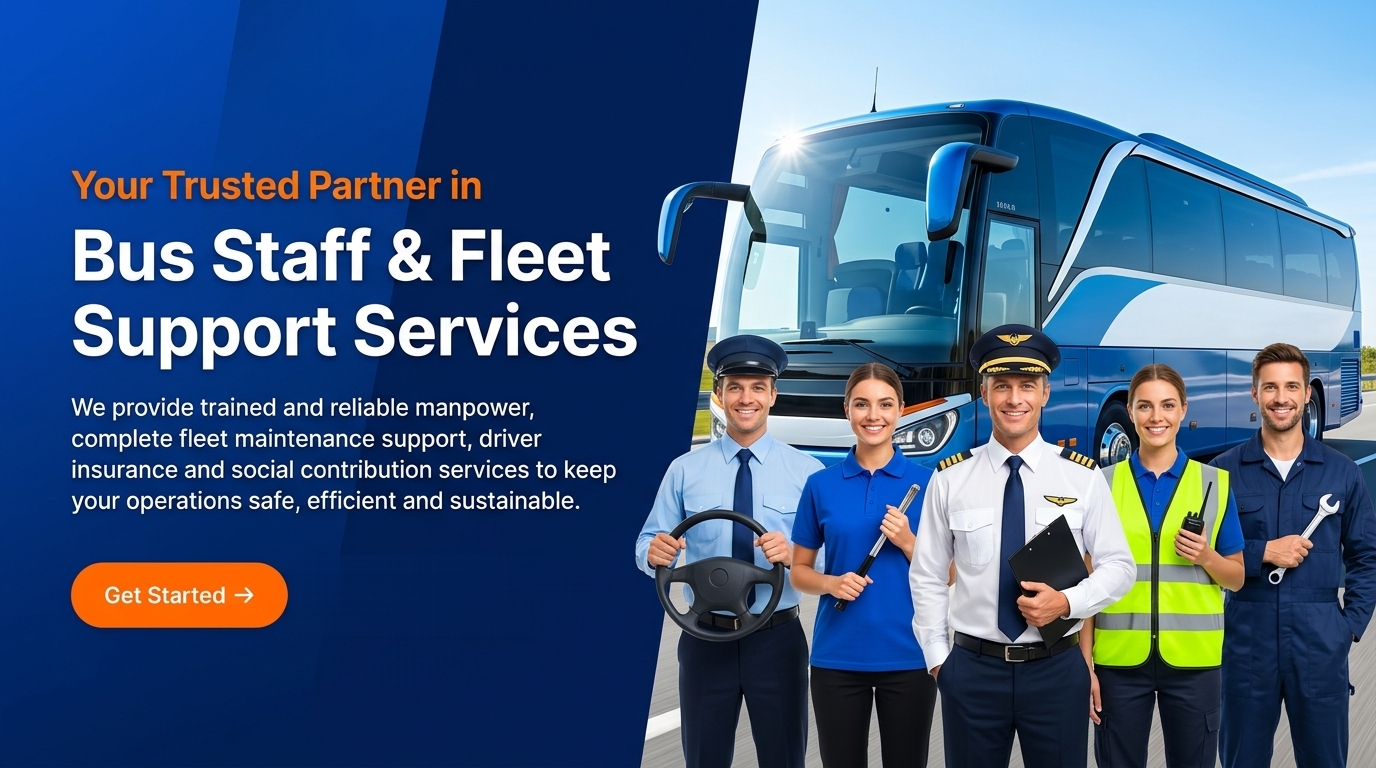 Your Trusted Partner in
Bus Staff & Fleet
Support Services
We provide trained and reliable manpower,
complete fleet maintenance support, driver
insurance and social contribution services to keep
your operations safe, efficient and sustainable.
Get Started →